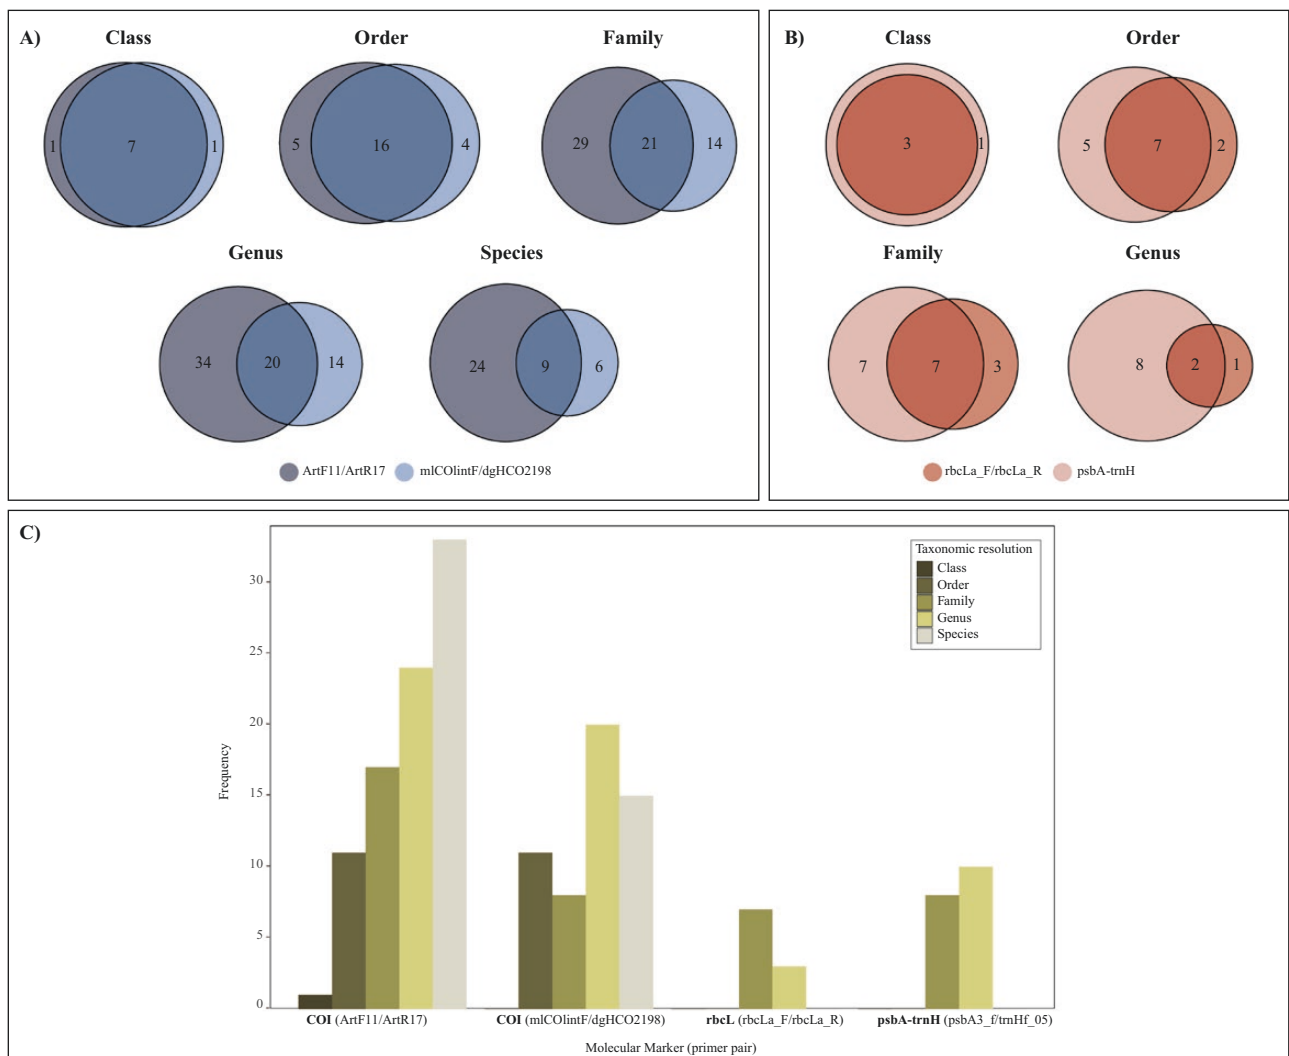 A)
Class
Order
Family
1
7
1
5
16
4
29
21
14
Genus
Species
34
20
14
24
9
6
ArtF11/ArtR17
mlCOlintF/dgHCO2198
B)
Class
Order
3
1
5
7
2
Family
Genus
7
7
3
8
2
1
rbcLa_F/rbcLa_R
psbA-trnH
C)
Frequency
30
25
20
15
10
5
0
Taxonomic resolution
Class
Order
Family
Genus
Species
COI (ArtF11/ArtR17)
COI (mlCOlintF/dgHCO2198)
rbcL (rbcLa_F/rbcLa_R)
psbA-trnH (psbA3_f/trnHf_05)
Molecular Marker (primer pair)